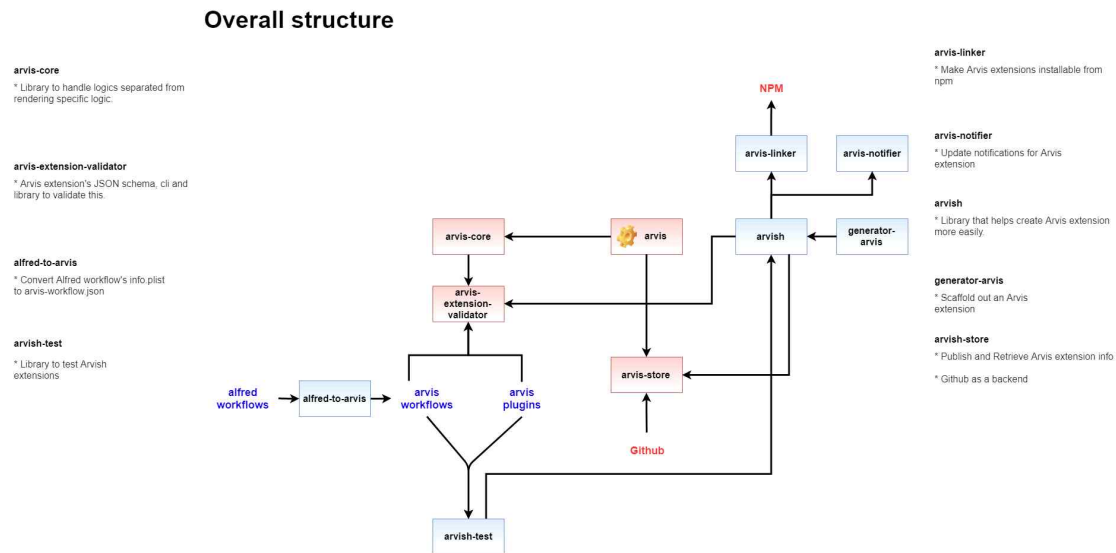 Overall structure
arvis-core
* Library to handle logics separated from
rendering specific logic.
arvis-extension-validator
* Arvis extension's JSON schema, cli and
library to validate this.
alfred-to-arvis
* Convert Alfred workflow's info.plist
to arvis-workflow.json
arvish-test
* Library to test Arvish
extensions
NPM
arvis-linker
arvis-notifier
arvis-core
arvis
arvish
generator-
arvis
arvis-
extension-
validator
arvis-store
alfred
workflows
alfred-to-arvis
arvis
workflows
arvis
plugins
Github
arvish-test
arvis-linker
* Make Arvis extensions installable from
npm
arvis-notifier
* Update notifications for Arvis
extension
arvish
* Library that helps create Arvis extension
more easily.
generator-arvis
* Scaffold out an Arvis
extension
arvish-store
* Publish and Retrieve Arvis extension info
* Github as a backend